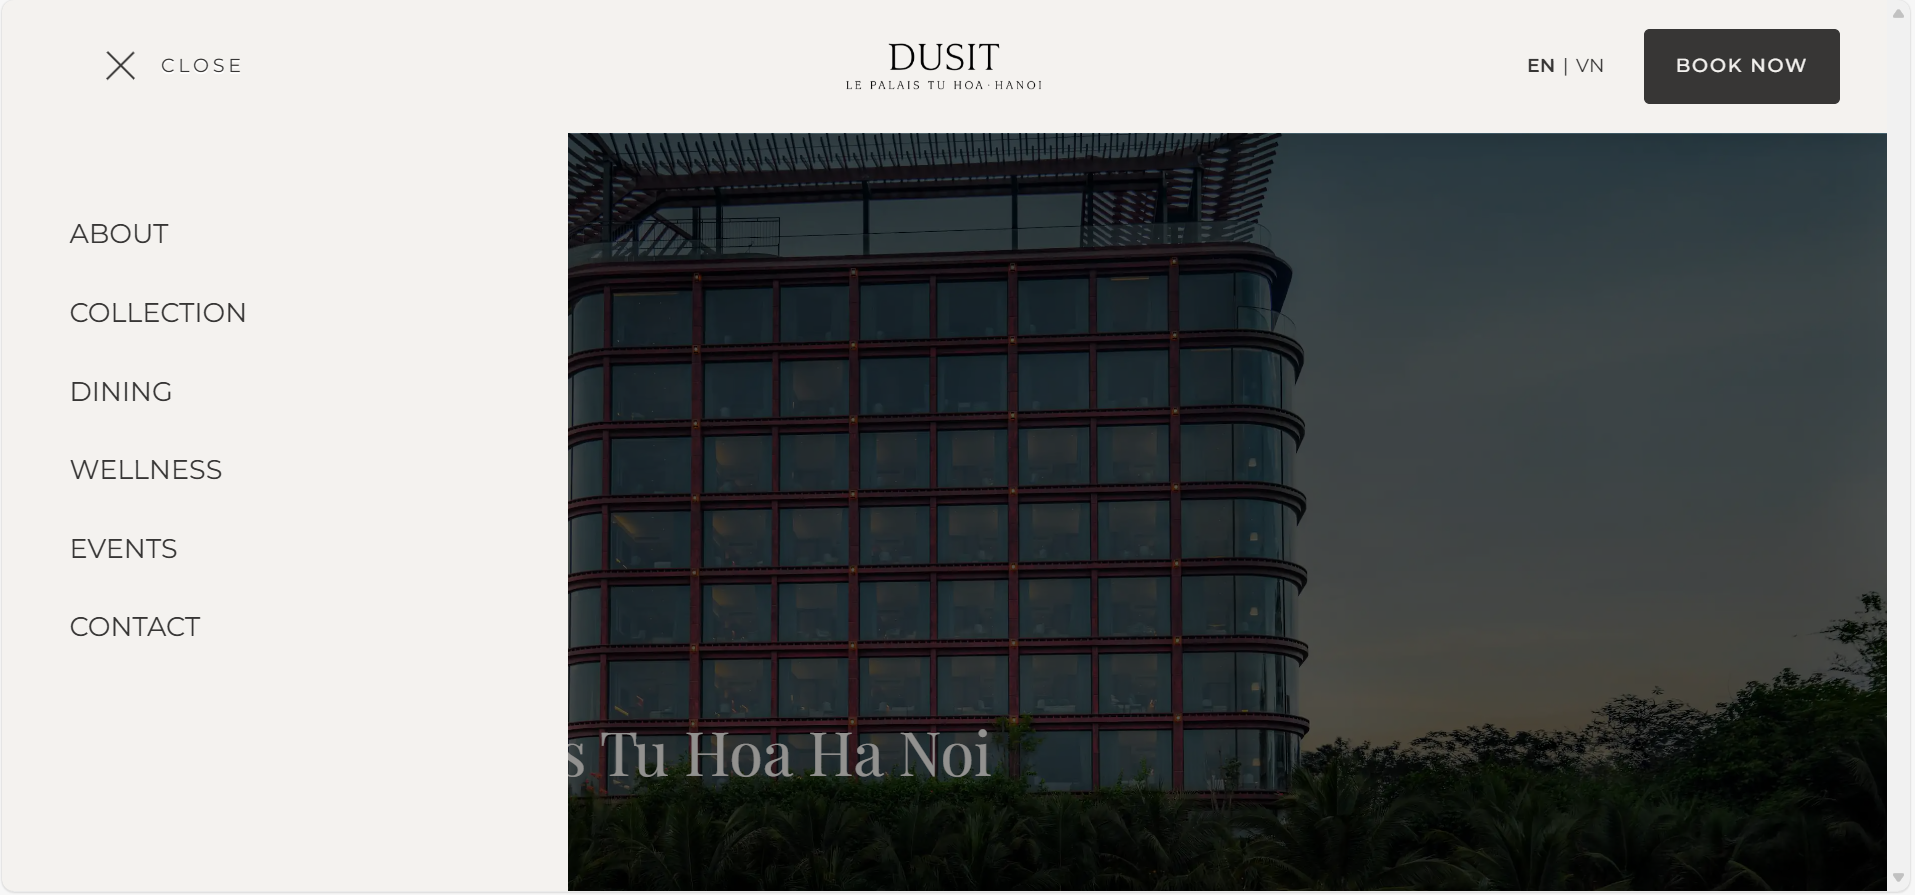 CLOSE
DUSIT
LE PALAIS TU HOA · HANOI
EN | VN
BOOK NOW
ABOUT
COLLECTION
DINING
WELLNESS
EVENTS
CONTACT
s Tu Hoa Ha Noi